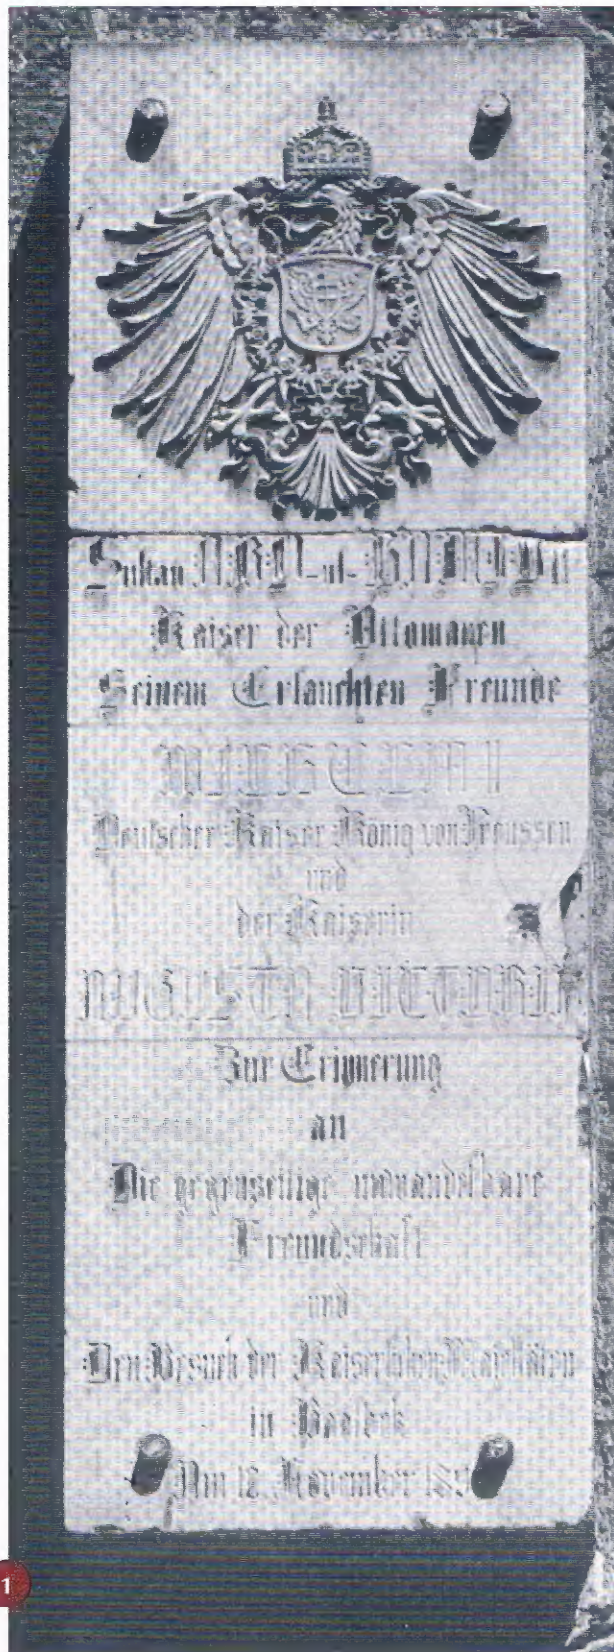 Sultan ABD-ul-HAMID II
Kaiser der Ottomanen
Seinem Erlauchten Freunde
WILHELM II
Deutscher Kaiser König von Preussen
und
der Kaiserin
AUGUSTA VICTORIA
Zur Erinnerung
an
Die gegenseitige unwandelbare
Freundschaft
und
Den Besuch der Kaiserlichen Majestäten
in Baalbek
Am November
1